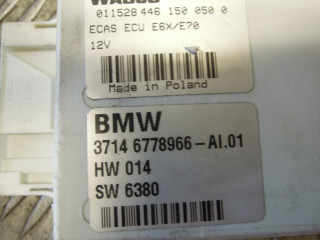 WABCO
011528 446 150 050 0
ECAS ECU E6X/E70
12V
Made in Poland
BMW
3714 6778966-AI.01
HW 014
SW 6380